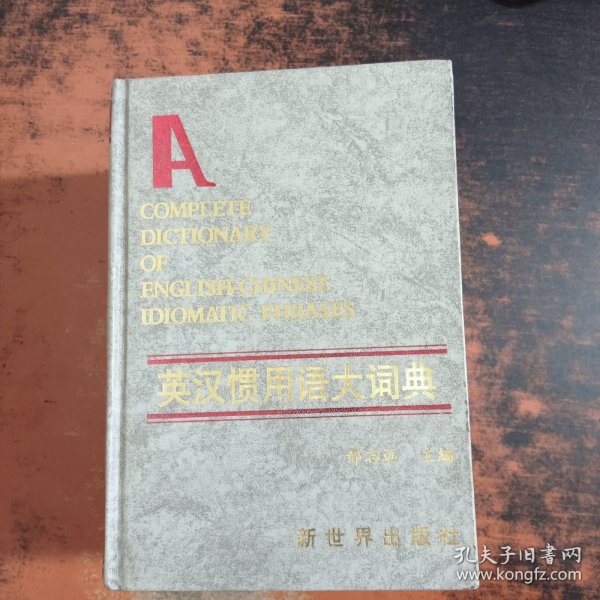 A
COMPLETE
DICTIONARY
OF
ENGLISH-CHINESE
IDIOMATIC PHRASES
英汉惯用语大词典
主编
新世界出版社
孔夫子旧书网
www.kongfz.com